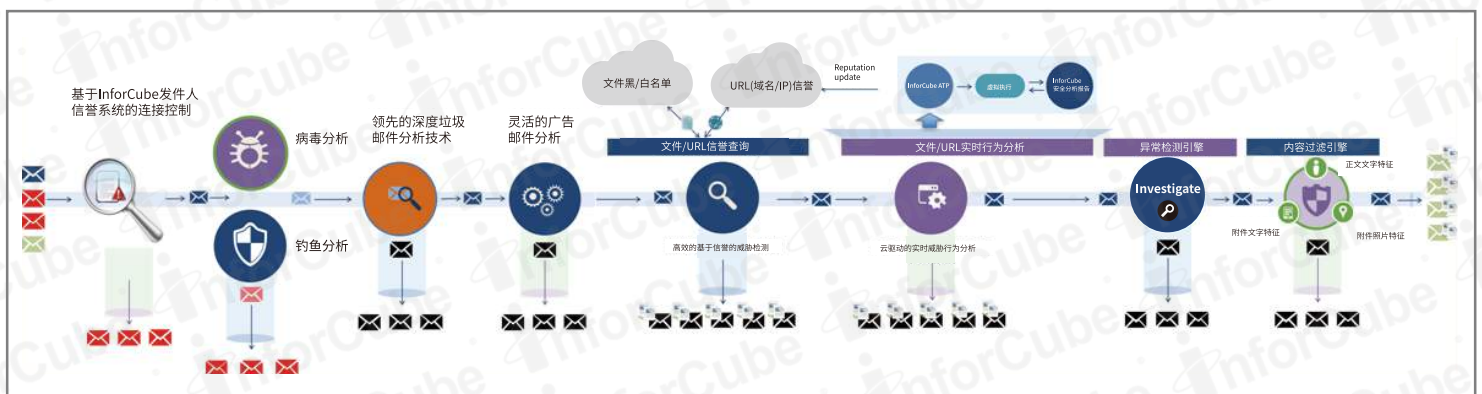 基于InforCube发件人
信誉系统的连接控制
病毒分析
钓鱼分析
领先的深度垃圾
邮件分析技术
灵活的广告
邮件分析
文件黑/白名单
URL(域名/IP)信誉
Reputation
update
InforCube ATP
虚拟执行
InforCube
安全分析报告
文件/URL信誉查询
高效的基于信誉的威胁检测
文件/URL实时行为分析
云驱动的实时威胁行为分析
异常检测引擎
Investigate
内容过滤引擎
正文文字特征
附件文字特征
附件照片特征
InforCube